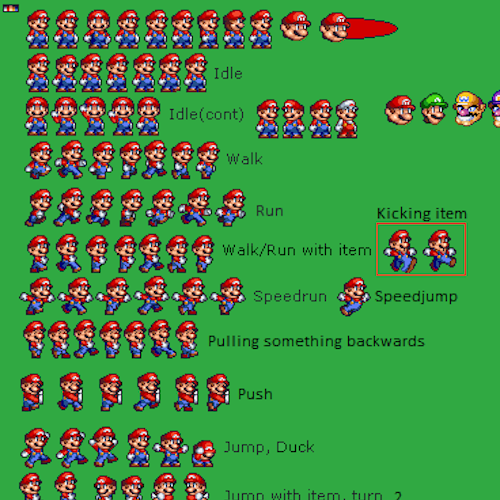 Idle
Idle(cont)
Walk
Kicking item
Run
Walk/Run with item
Speedrun
Speedjump
Pulling something backwards
Push
Jump, Duck
Jump with item, turn ?